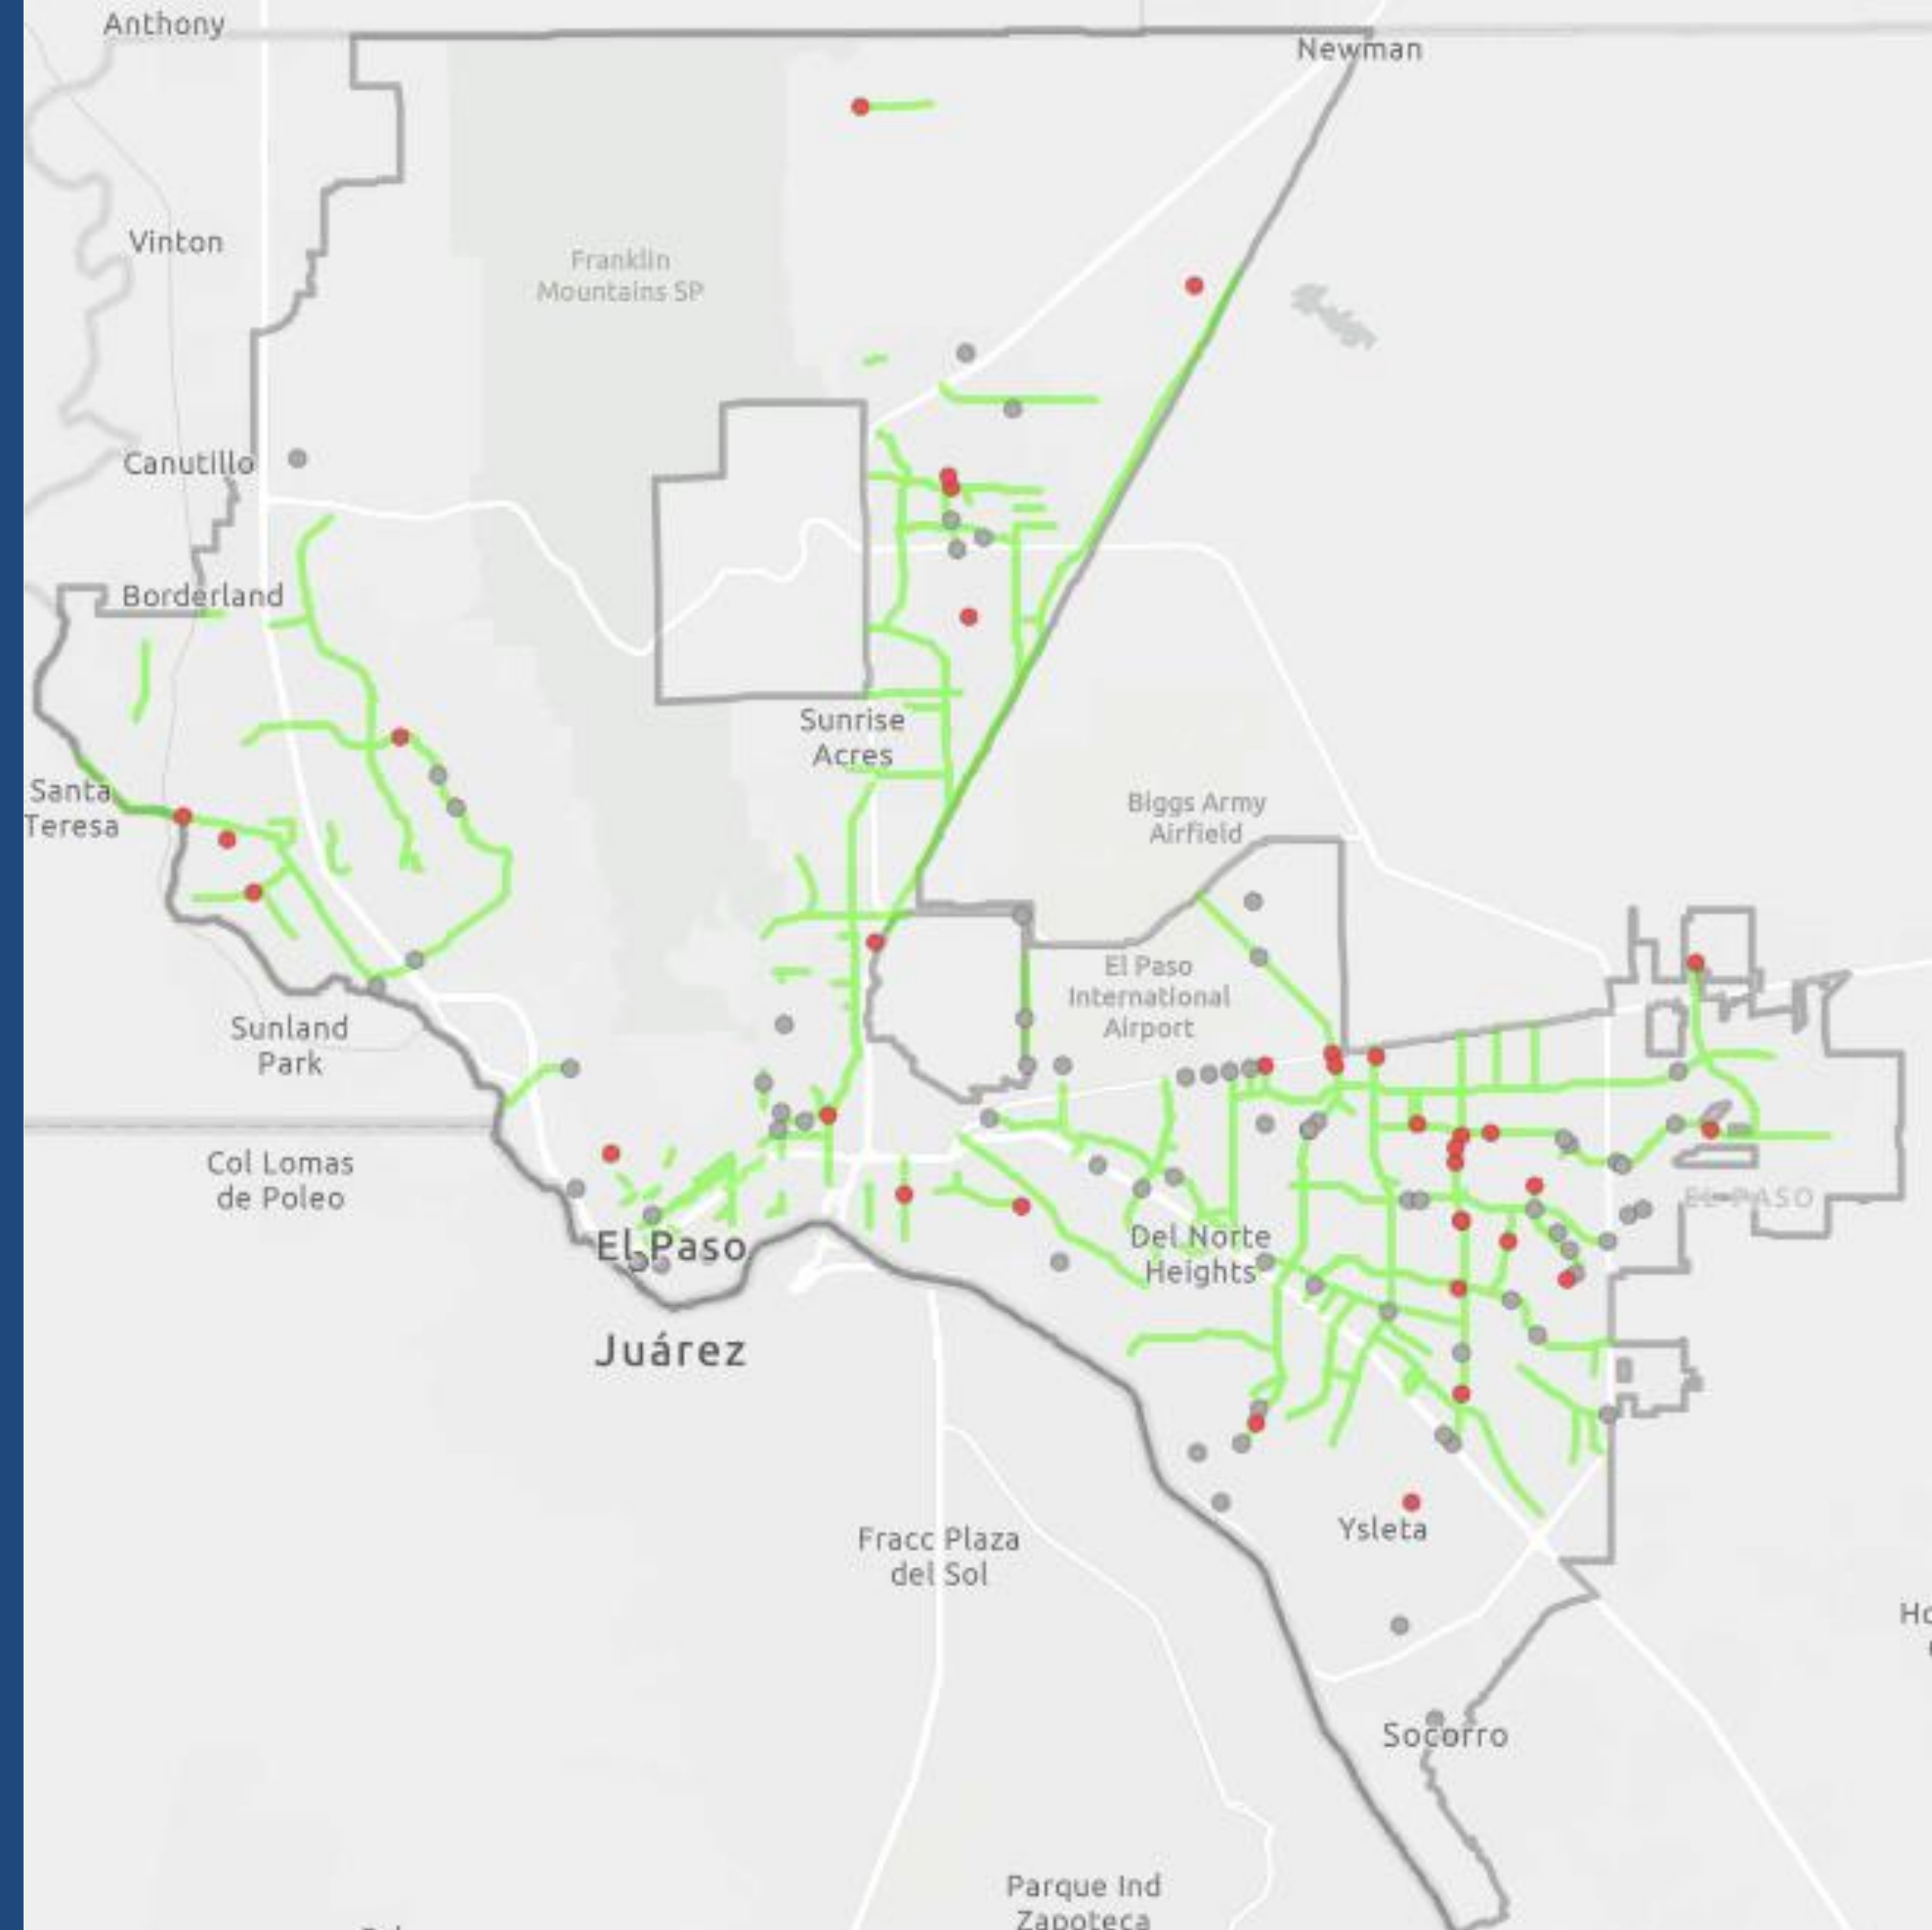 Anthony
Newman
Vinton
Franklin
Mountains SP
Canutillo
Borderland
Sunrise
Acres
Santa
Teresa
Biggs Army
Airfield
El Paso
International
Airport
Sunland
Park
Col Lomas
de Poleo
EL PASO
El Paso
Del Norte
Heights
Juárez
Ysleta
Fracc Plaza
del Sol
Socorro
Parque Ind
Zapoteca